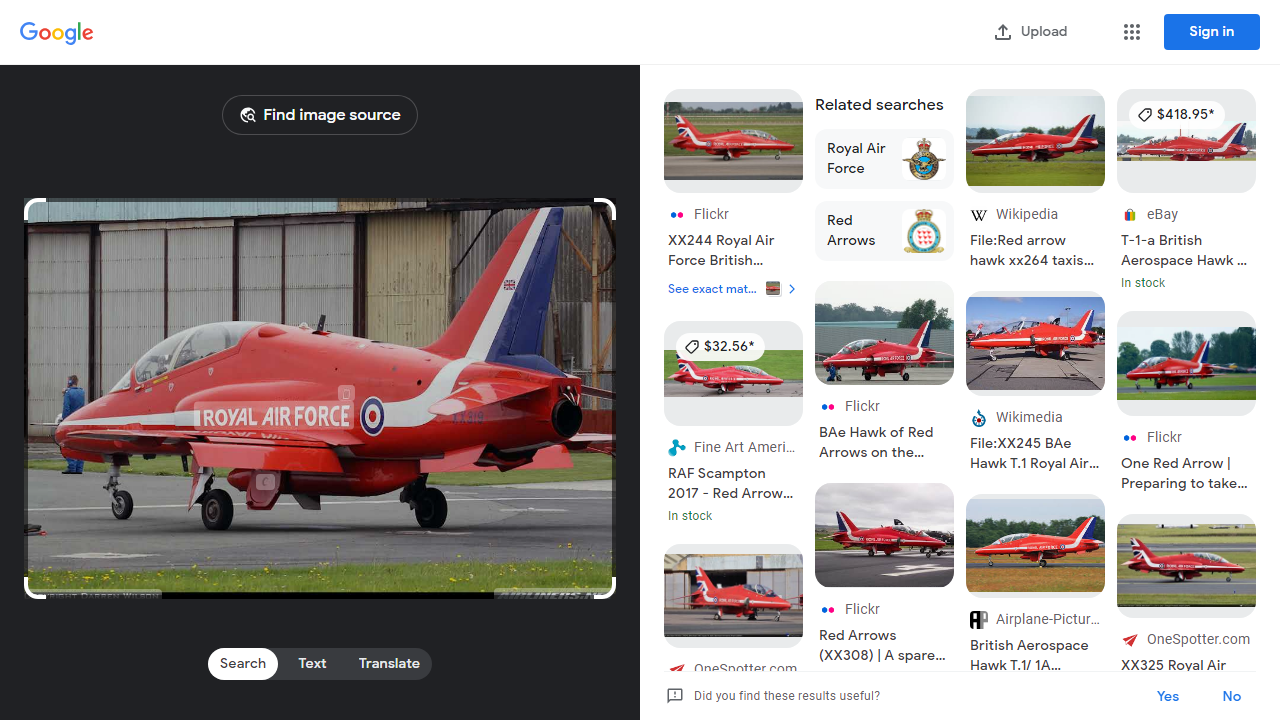 Google
Upload
Sign in
Find image source
ROYAL AIR FORCE
Search
Text
Translate
Flickr
XX244 Royal Air
Force British...
See exact mat...
$32.56*
Fine Art Ameri...
RAF Scampton
2017 - Red Arrow...
In stock
OneSpotter.com
Related searches
Royal Air
Force
Red
Arrows
Flickr
BAe Hawk of Red
Arrows on the...
Flickr
Red Arrows
(XX308) | A spare...
Wikipedia
File:Red arrow
hawk xx264 taxis...
Wikimedia
File:XX245 BAe
Hawk T.1 Royal Air...
Airplane-Pictur...
British Aerospace
Hawk T.1/ 1A...
$418.95*
eBay
T-1-a British
Aerospace Hawk ...
In stock
Flickr
One Red Arrow |
Preparing to take...
OneSpotter.com
XX325 Royal Air
Did you find these results useful?
Yes
No